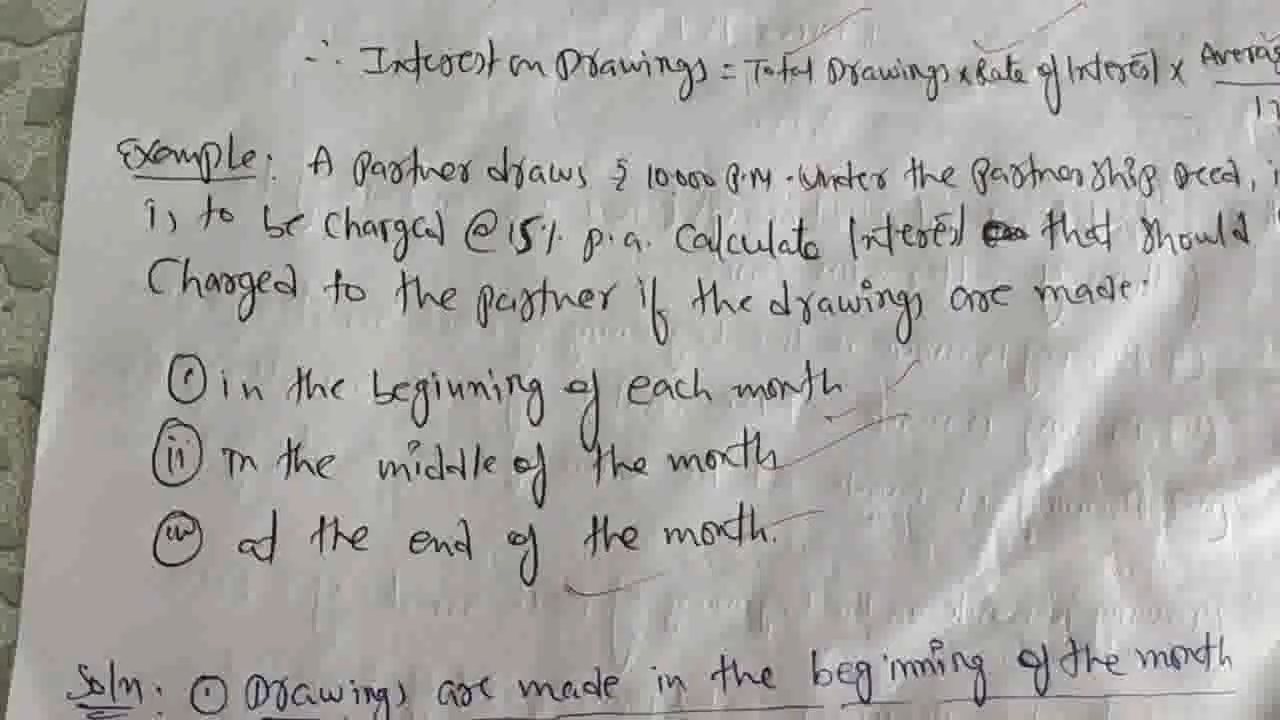 ∴ Interest on Drawings = Total Drawings × Rate of Interest × Averag
Example: A partner draws ₹ 10,000 P.M. Under the partnership Deed, i
is to be charged @ 15% p.a. Calculate Interest that should
Charged to the partner if the drawings are made:
(i) in the beginning of each month
(ii) In the middle of the month
(iii) at the end of the month.
Soln: (i) Drawings are made in the beginning of the month